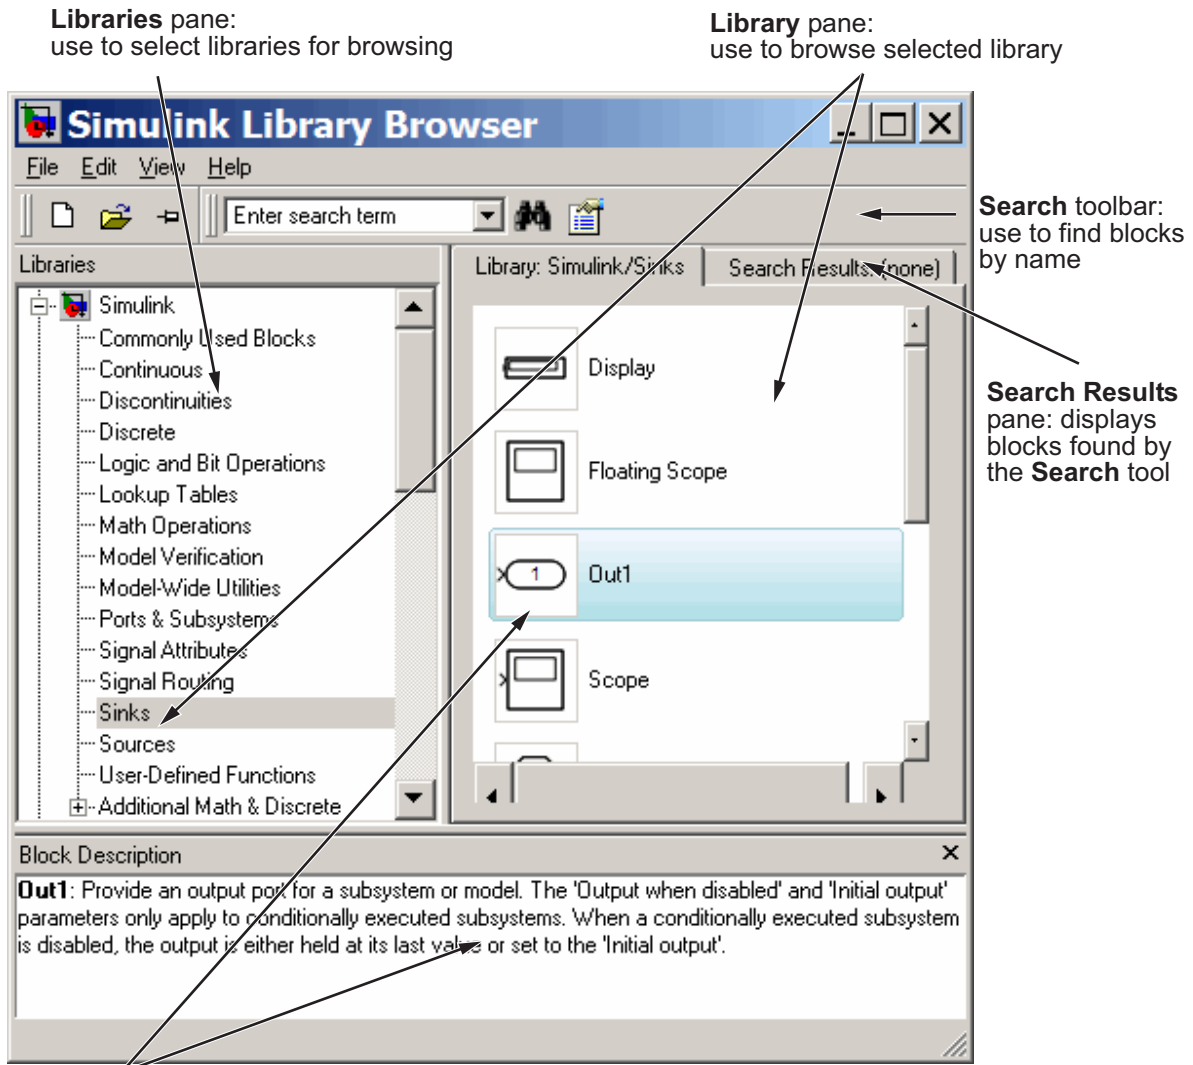 Libraries pane:
use to select libraries for browsing
Library pane:
use to browse selected library
Simulink Library Browser
File Edit View Help
Enter search term
Search toolbar:
use to find blocks
by name
Libraries
Library: Simulink/Sinks
Search Results: (none)
Simulink
Commonly Used Blocks
Continuous
Discontinuities
Discrete
Logic and Bit Operations
Lookup Tables
Math Operations
Model Verification
Model-Wide Utilities
Ports & Subsystems
Signal Attributes
Signal Routing
Sinks
Sources
User-Defined Functions
Additional Math & Discrete
Display
Floating Scope
1
Out1
Scope
Search Results
pane: displays
blocks found by
the Search tool
Block Description
Out1: Provide an output port for a subsystem or model. The 'Output when disabled' and 'Initial output'
parameters only apply to conditionally executed subsystems. When a conditionally executed subsystem
is disabled, the output is either held at its last value or set to the 'Initial output'.